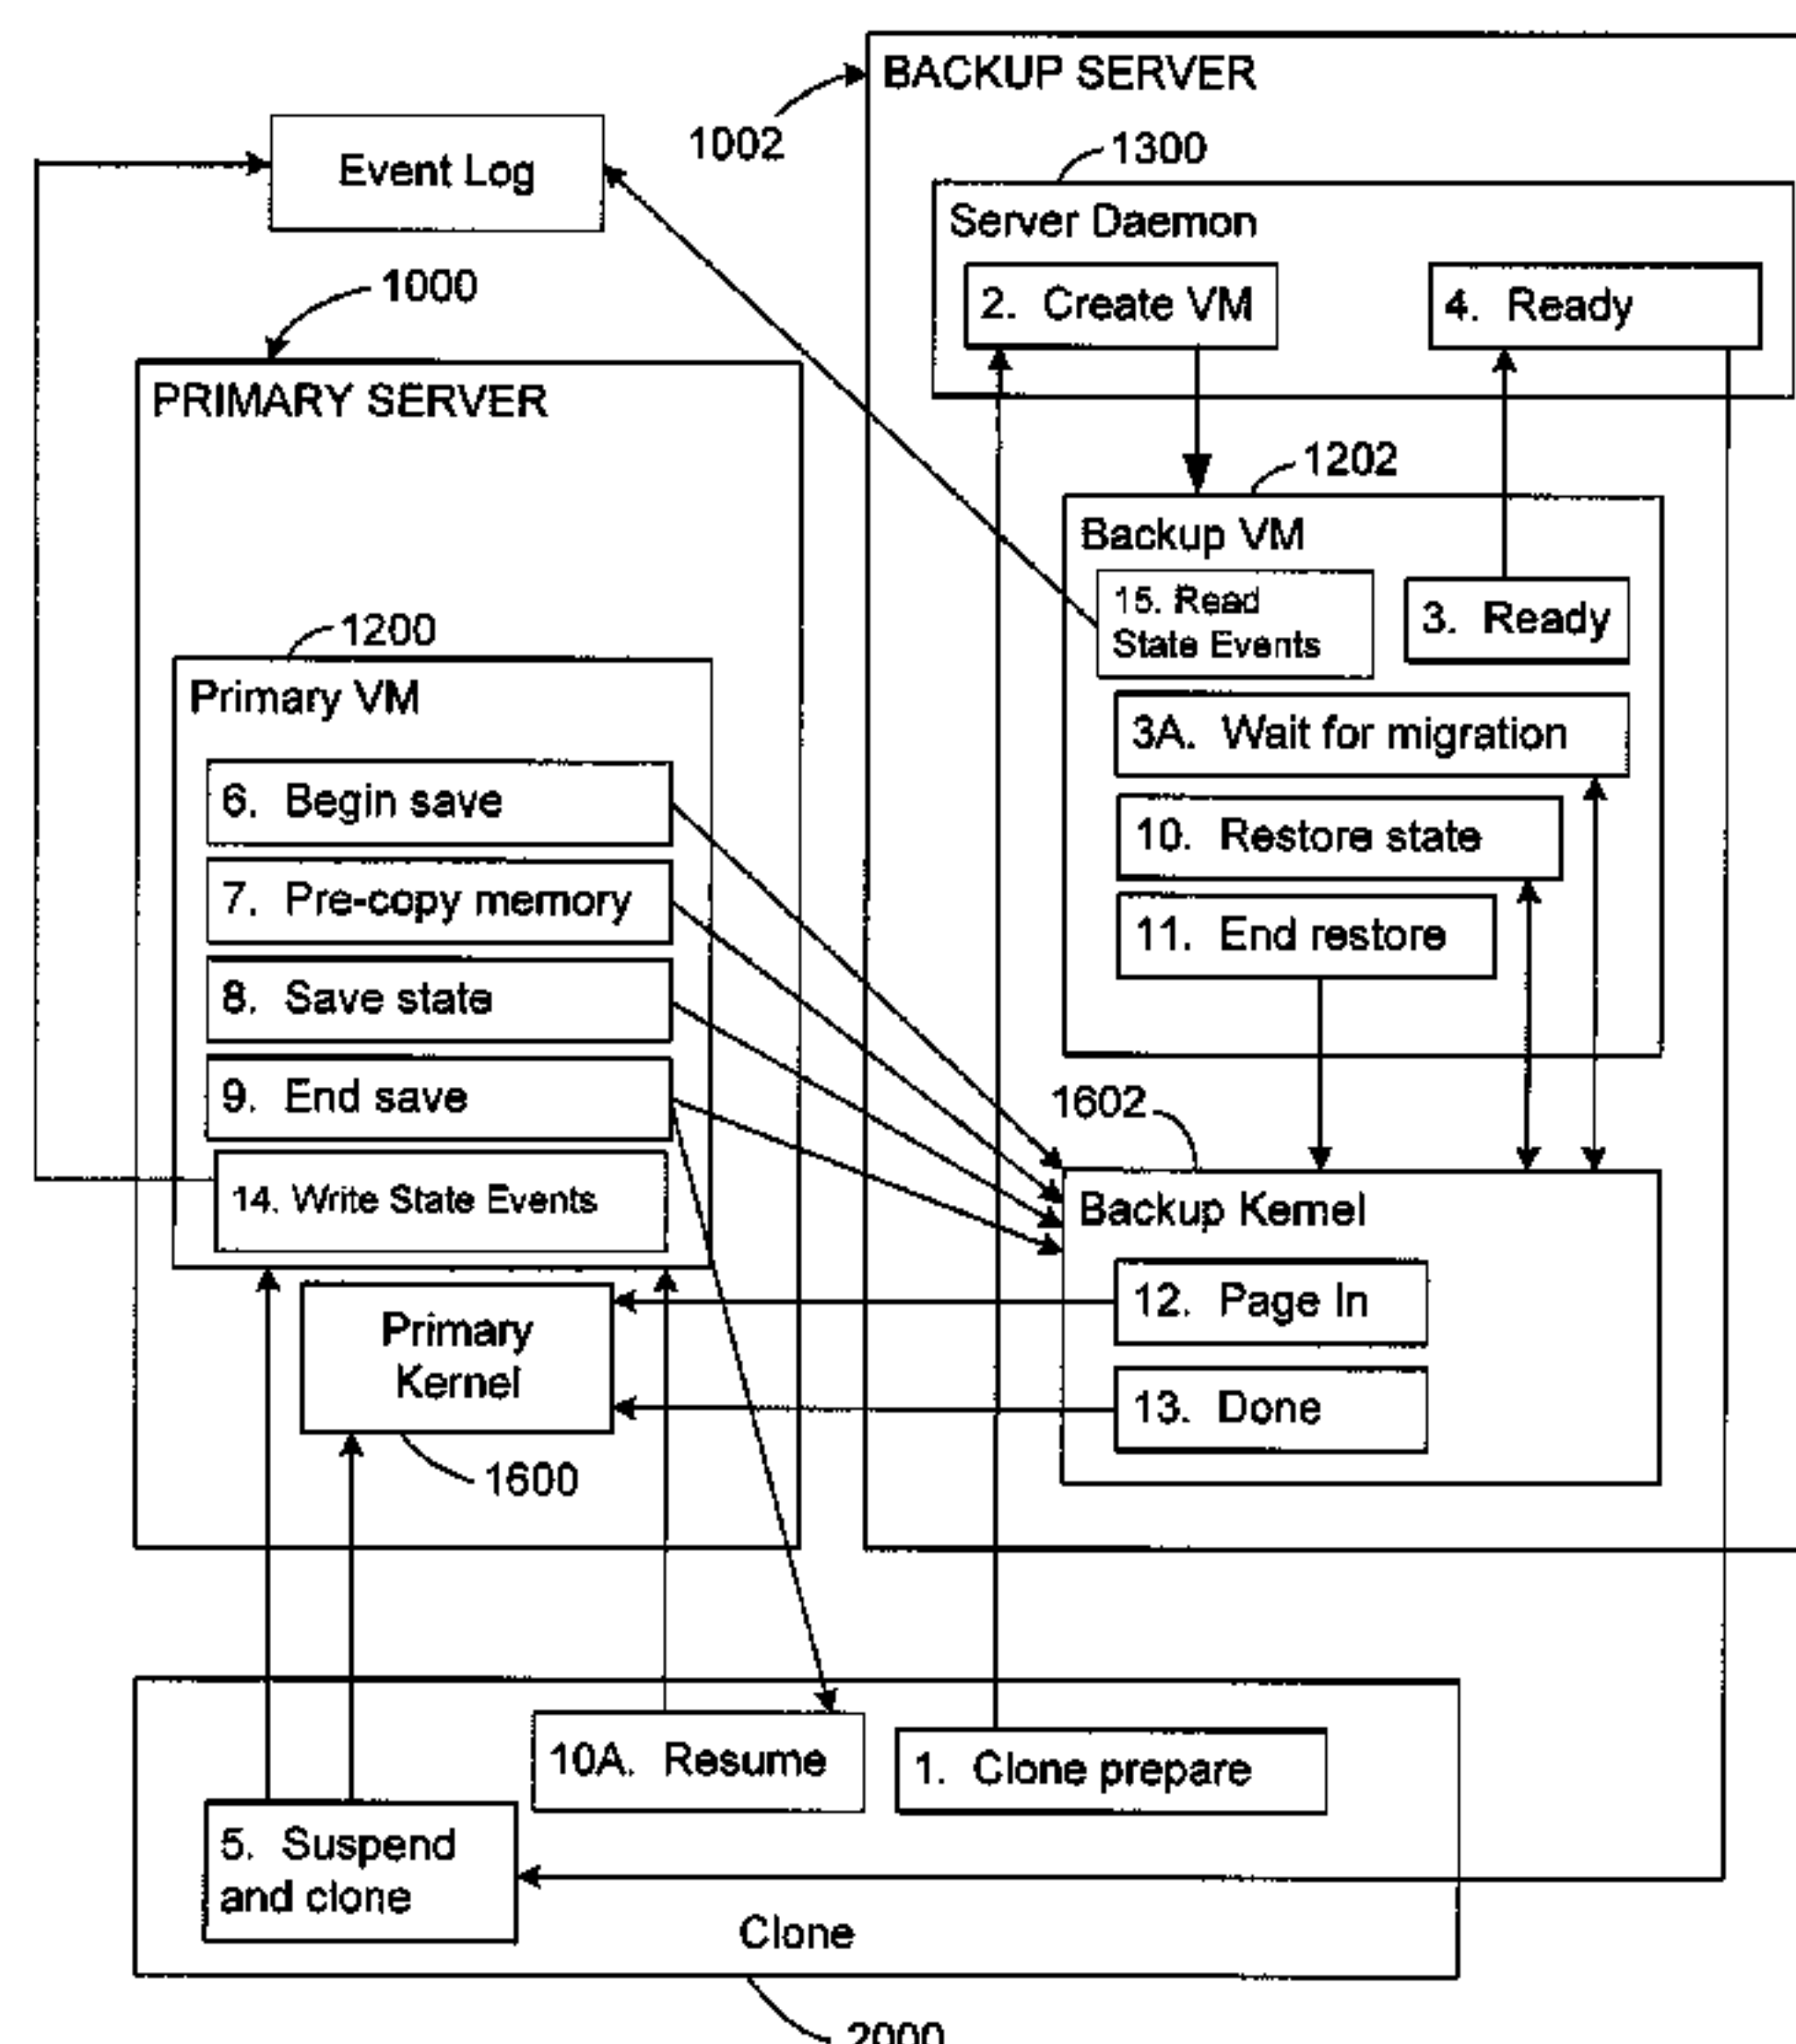 BACKUP SERVER
1002
1300
Event Log
Server Daemon
2. Create VM
4. Ready
1000
PRIMARY SERVER
1202
Backup VM
15. Read
State Events
3. Ready
1200
Primary VM
3A. Wait for migration
6. Begin save
10. Restore state
7. Pre-copy memory
11. End restore
8. Save state
9. End save
1602
14. Write State Events
Backup Kernel
12. Page In
Primary
Kernel
13. Done
1600
10A. Resume
1. Clone prepare
5. Suspend
and clone
Clone
2000